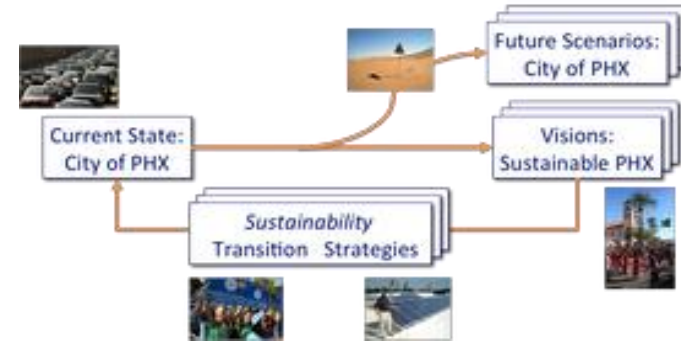 Future Scenarios:
City of PHX
Current State:
City of PHX
Visions:
Sustainable PHX
Sustainability
Transition Strategies